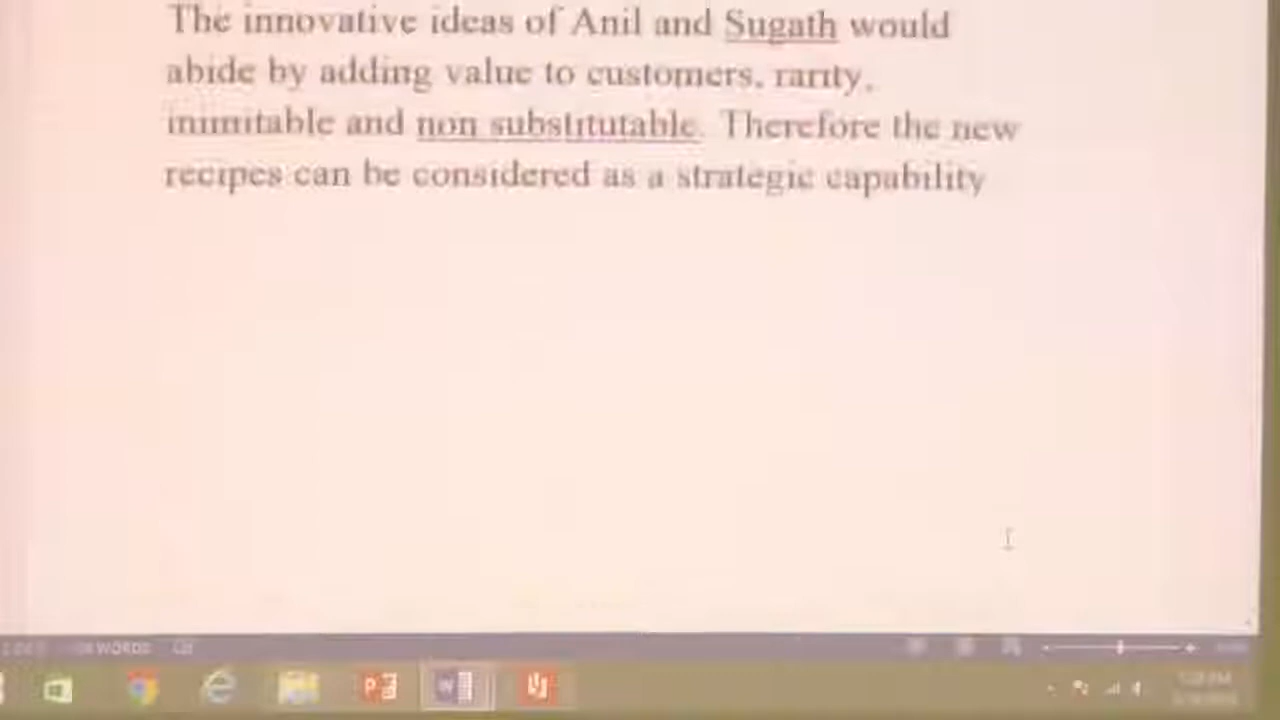 The innovative ideas of Anil and Sugath would
abide by adding value to customers, rarity,
inimitable and non substitutable. Therefore the new
recipes can be considered as a strategic capability
WORDS